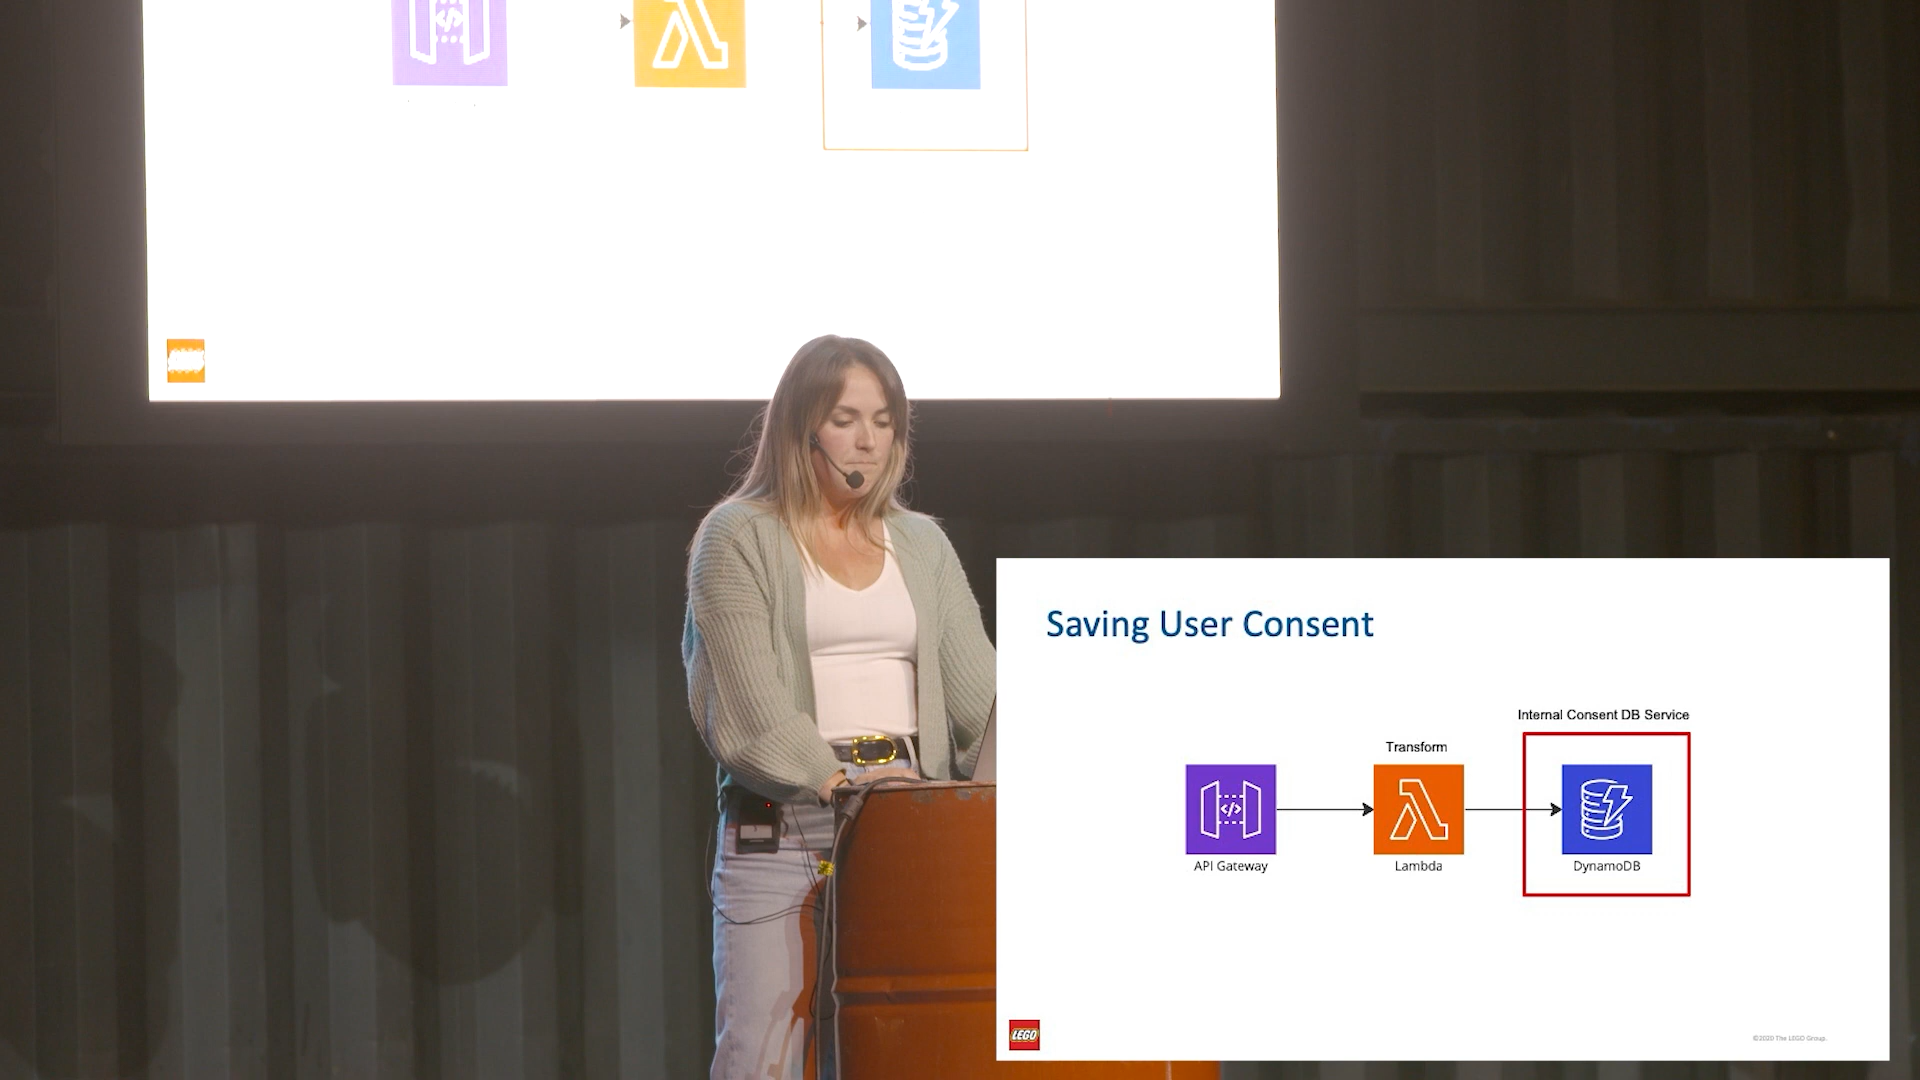 Saving User Consent
Internal Consent DB Service
Transform
</>
API Gateway
Lambda
DynamoDB
LEGO
©2020 The LEGO Group.